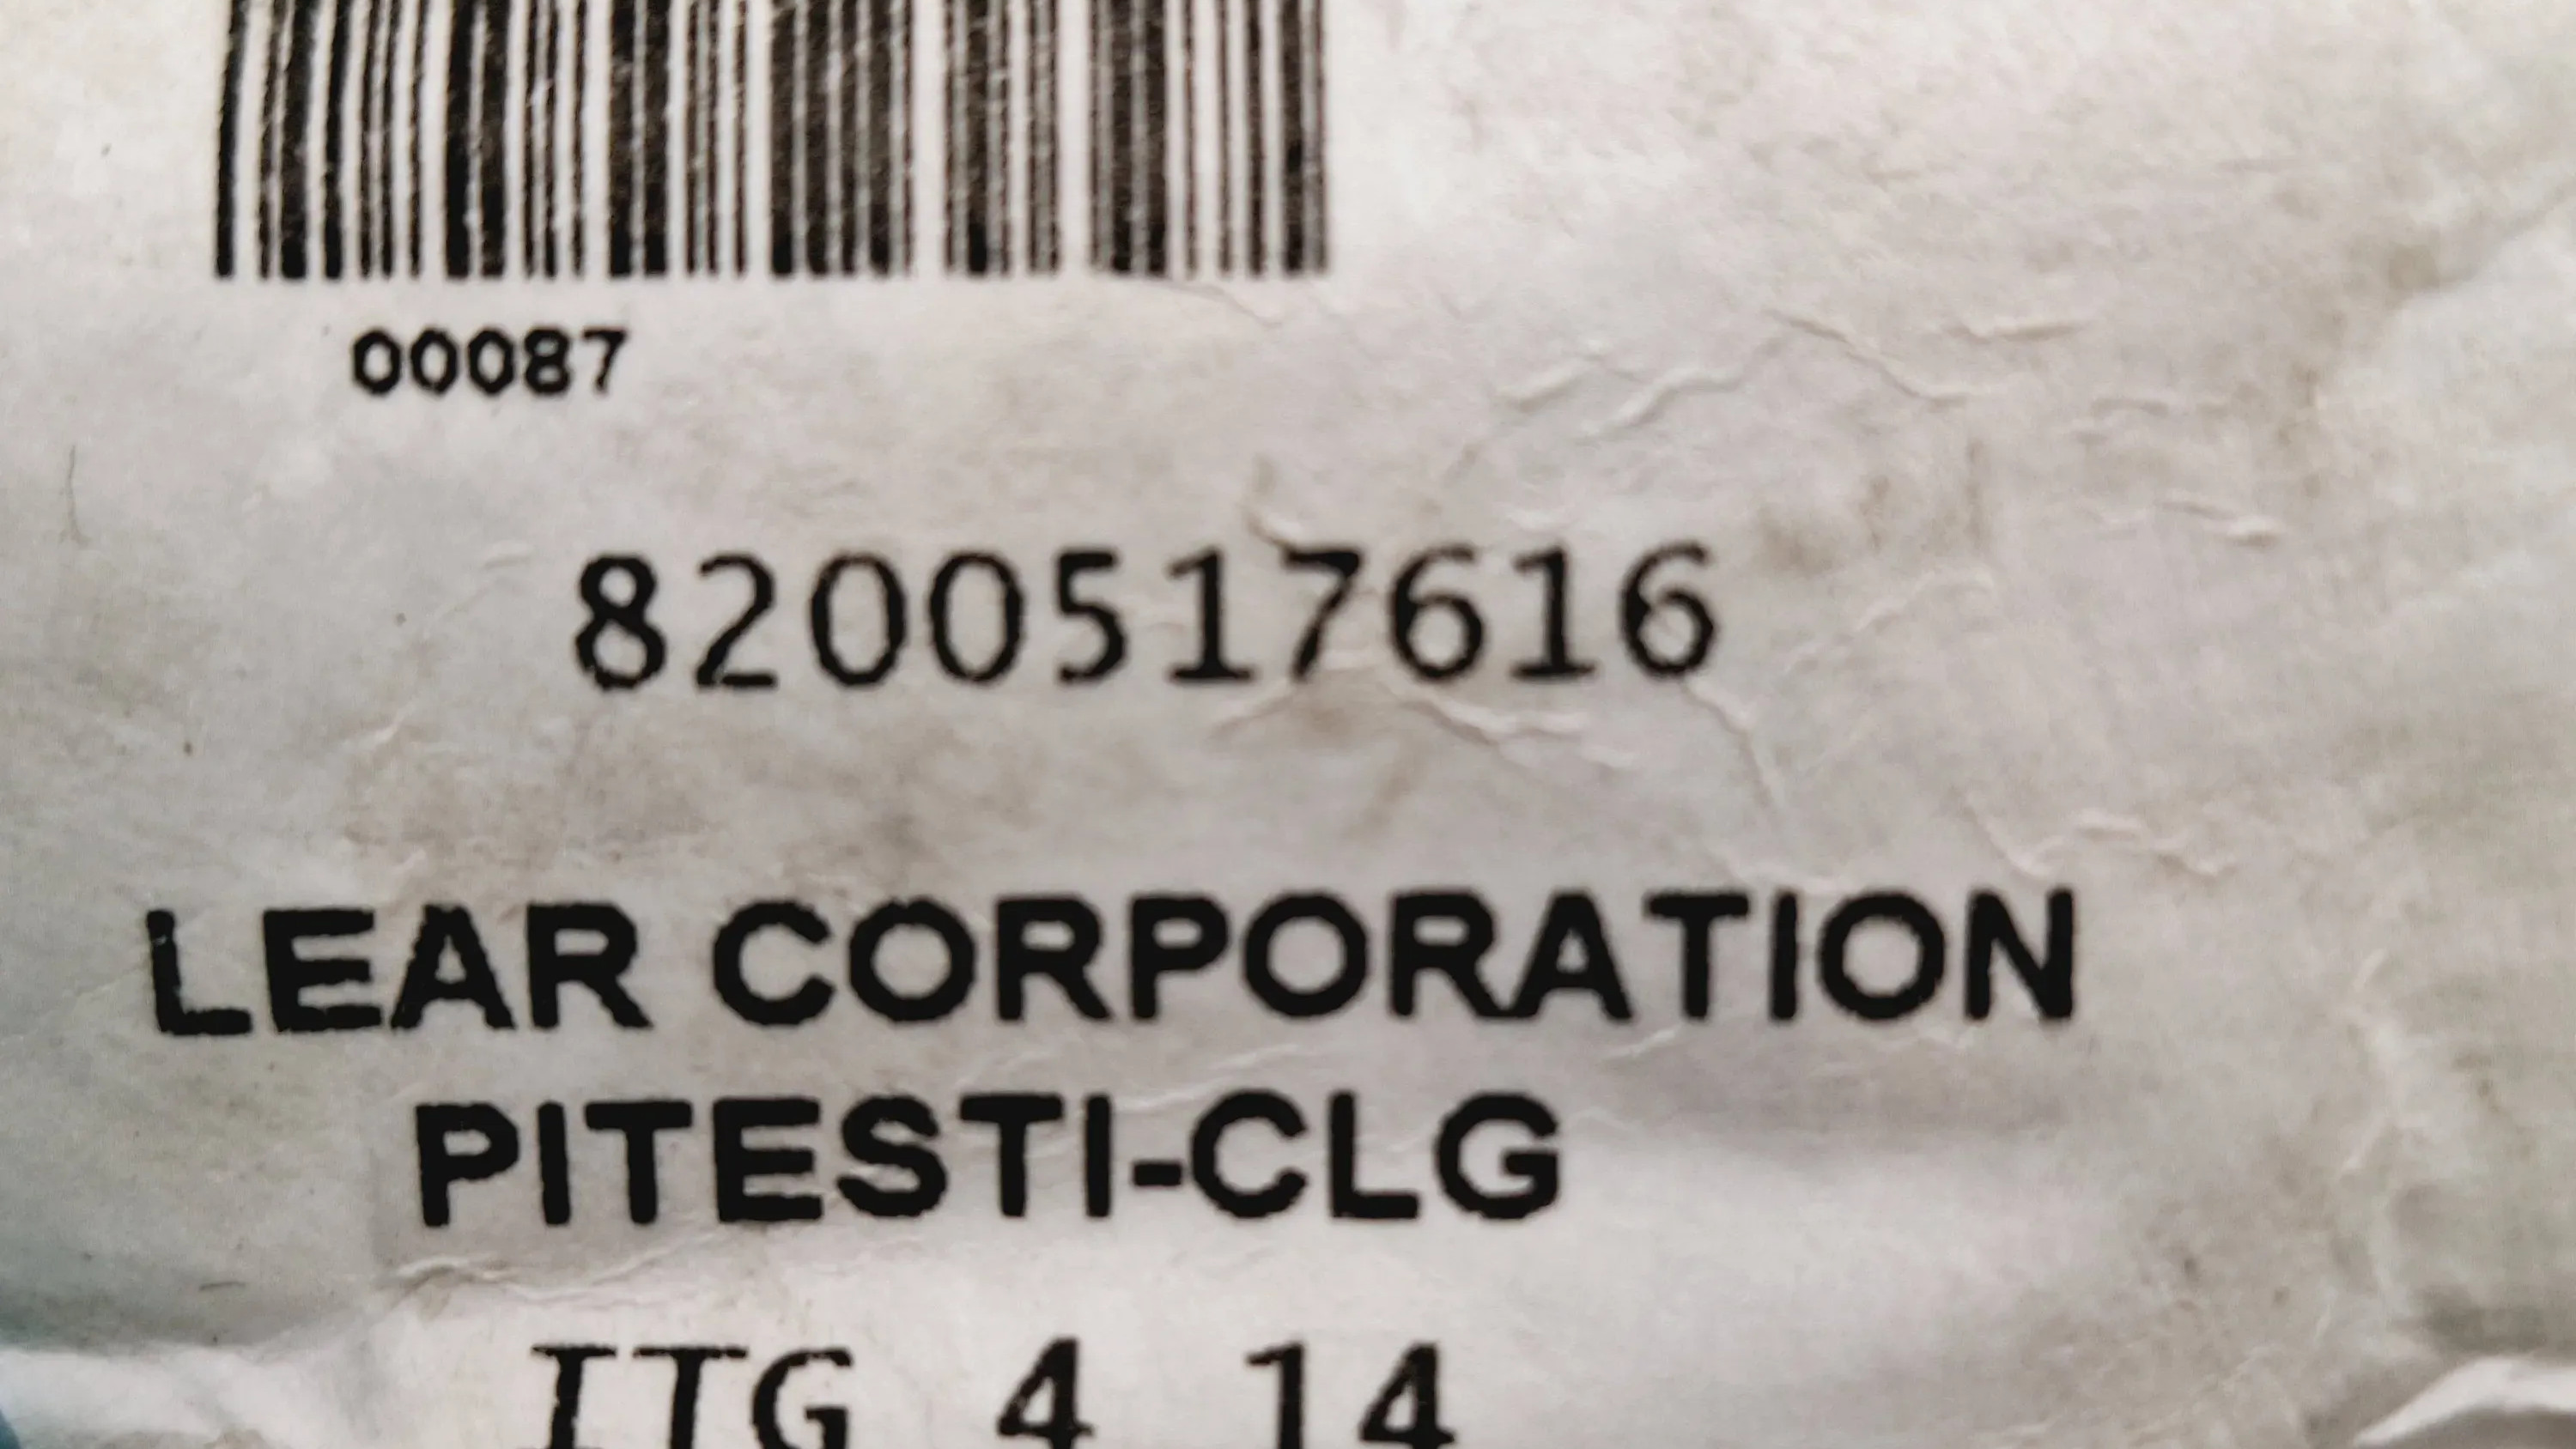 00087
8200517616
LEAR CORPORATION
PITESTI-CLG
ITG 4 14